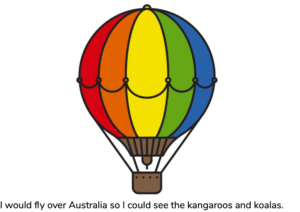 I would fly over Australia so I could see the kangaroos and koalas.